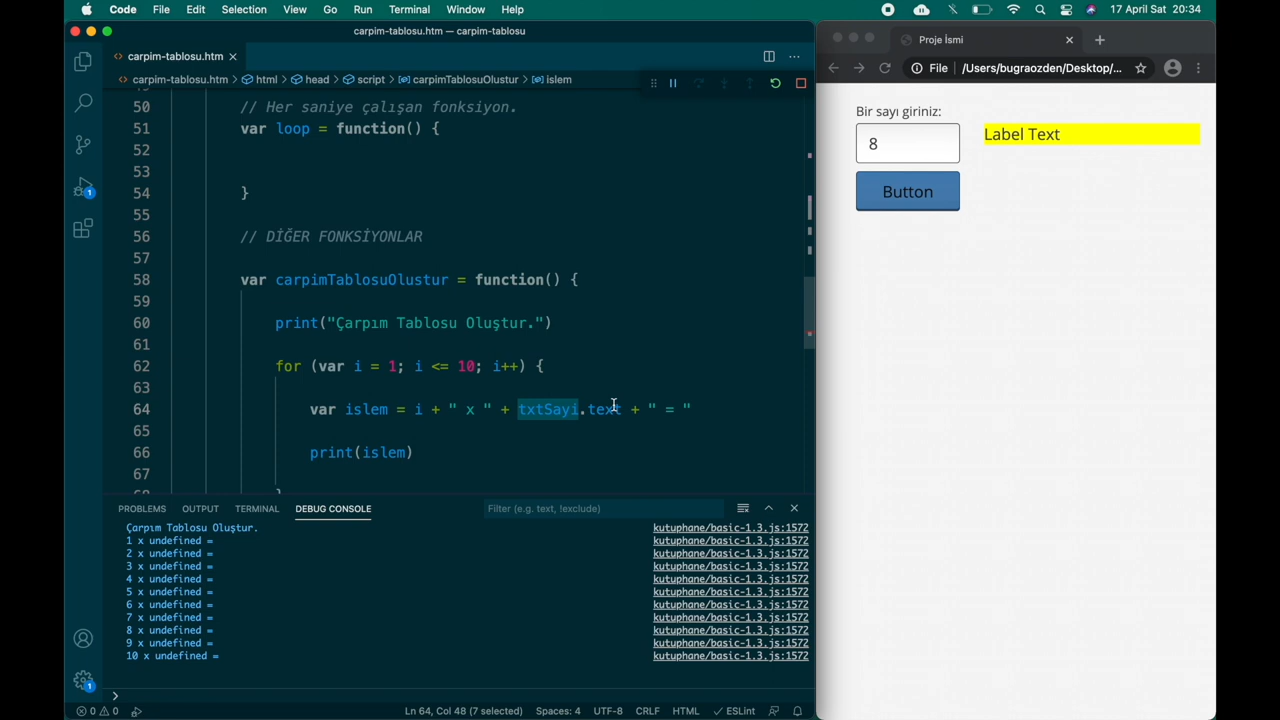 Code File Edit Selection View Go Run Terminal Window Help 17 April Sat 20:34
carpim-tablosu.htm — carpim-tablosu
carpim-tablosu.htm
carpim-tablosu.htm > html > head > script > carpimTablosuOlustur > islem
50 // Her saniye çalışan fonksiyon.
51 var loop = function() {
52
53
54 }
55
56 // DİĞER FONKSİYONLAR
57
58 var carpimTablosuOlustur = function() {
59
60 print("Çarpım Tablosu Oluştur.")
61
62 for (var i = 1; i <= 10; i++) {
63
64 var islem = i + " x " + txtSayi.text + " = "
65
66 print(islem)
67
PROBLEMS OUTPUT TERMINAL DEBUG CONSOLE Filter (e.g. text, !exclude)
Çarpım Tablosu Oluştur. kutuphane/basic-1.3.js:1572
1 x undefined = kutuphane/basic-1.3.js:1572
2 x undefined = kutuphane/basic-1.3.js:1572
3 x undefined = kutuphane/basic-1.3.js:1572
4 x undefined = kutuphane/basic-1.3.js:1572
5 x undefined = kutuphane/basic-1.3.js:1572
6 x undefined = kutuphane/basic-1.3.js:1572
7 x undefined = kutuphane/basic-1.3.js:1572
8 x undefined = kutuphane/basic-1.3.js:1572
9 x undefined = kutuphane/basic-1.3.js:1572
10 x undefined = kutuphane/basic-1.3.js:1572
1
1
0 0 Ln 64, Col 48 (7 selected) Spaces: 4 UTF-8 CRLF HTML ESLint
Proje İsmi
File /Users/bugraozden/Desktop/...
Bir sayı giriniz:
8
Button
Label Text